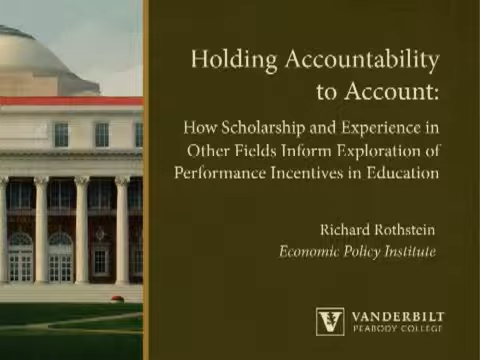 Holding Accountability
to Account:
How Scholarship and Experience in
Other Fields Inform Exploration of
Performance Incentives in Education
Richard Rothstein
Economic Policy Institute
VANDERBILT
PEABODY COLLEGE